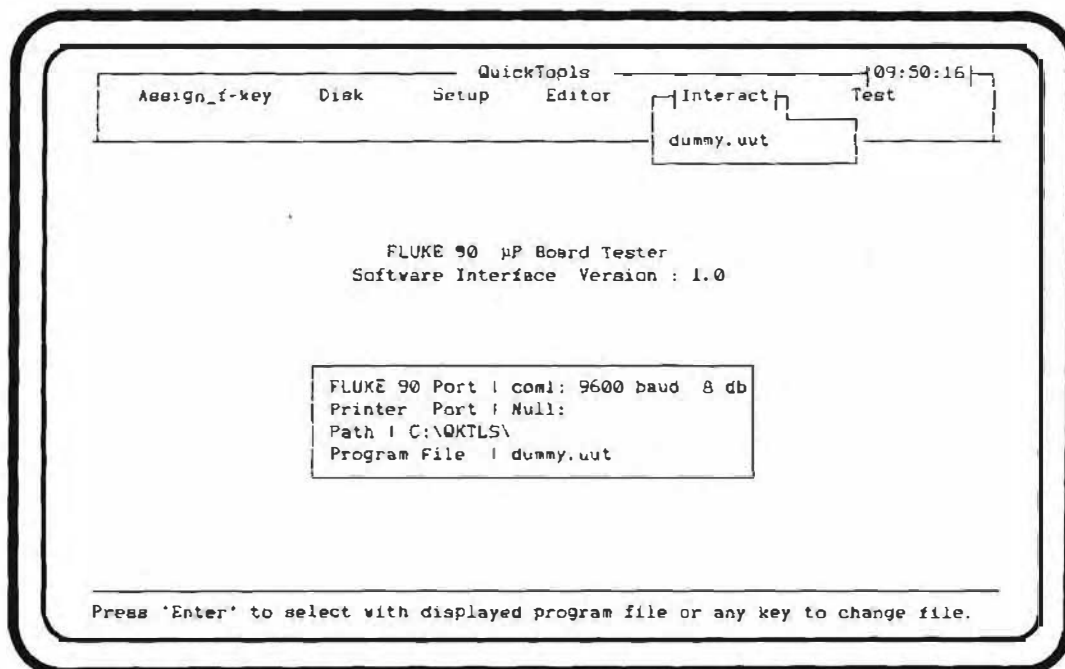 QuickTools 09:50:16
Assign_f-key Disk Setup Editor Interact Test
dummy.uut
FLUKE 90 µP Board Tester
Software Interface Version : 1.0
FLUKE 90 Port | com1: 9600 baud 8 db
Printer Port | Null:
Path | C:\QKTLS\
Program File | dummy.uut
Press 'Enter' to select with displayed program file or any key to change file.